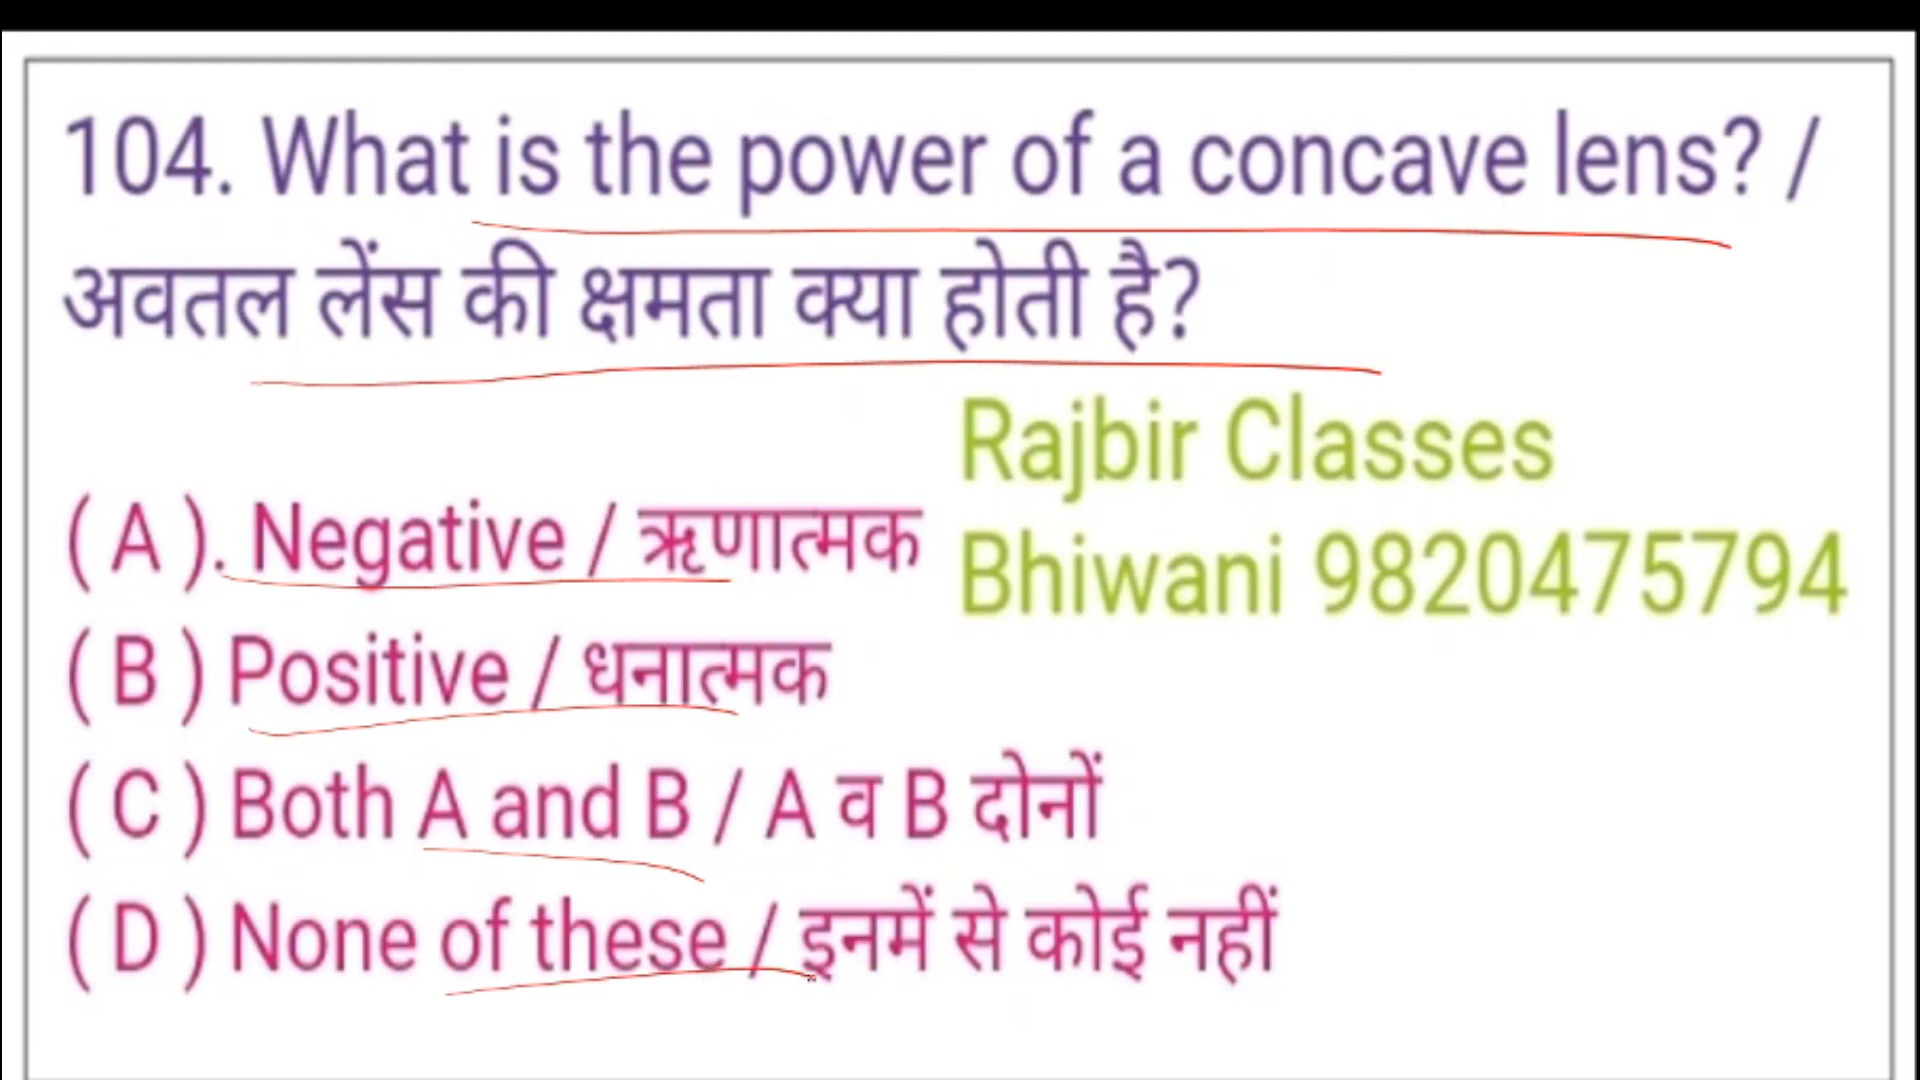 104. What is the power of a concave lens? /
अवतल लेंस की क्षमता क्या होती है?
Rajbir Classes
( A ). Negative / ऋणात्मक
Bhiwani 9820475794
( B ) Positive / धनात्मक
( C ) Both A and B / A व B दोनों
( D ) None of these / इनमें से कोई नहीं